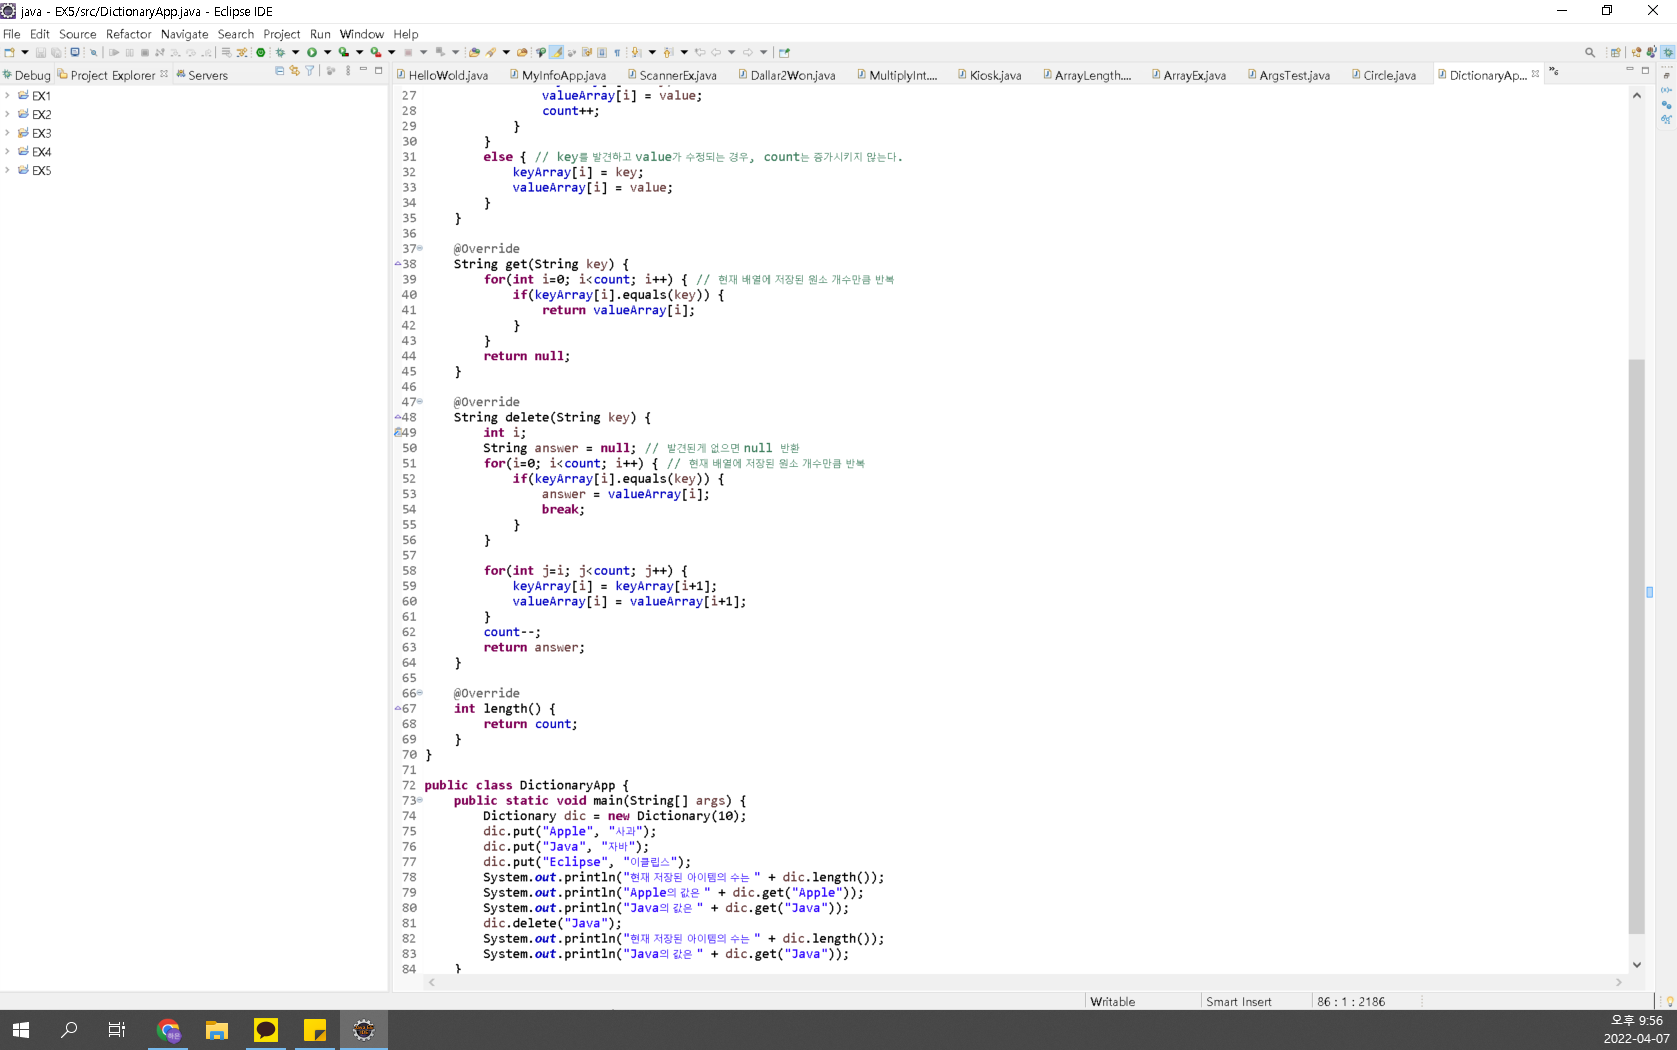 java - EX5/src/DictionaryApp.java - Eclipse IDE
File Edit Source Refactor Navigate Search Project Run Window Help
Debug Project Explorer Servers
HelloWold.java MyInfoApp.java ScannerEx.java Dallar2Won.java MultiplyInt.... Kiosk.java ArrayLength.... ArrayEx.java ArgsTest.java Circle.java DictionaryAp... »6
EX1
EX2
EX3
EX4
EX5
27 valueArray[i] = value;
28 count++;
29 }
30 }
31 else { // key를 발견하고 value가 수정되는 경우, count는 증가시키지 않는다.
32 keyArray[i] = key;
33 valueArray[i] = value;
34 }
35 }
36
37 @Override
38 String get(String key) {
39 for(int i=0; i<count; i++) { // 현재 배열에 저장된 원소 개수만큼 반복
40 if(keyArray[i].equals(key)) {
41 return valueArray[i];
42 }
43 }
44 return null;
45 }
46
47 @Override
48 String delete(String key) {
49 int i;
50 String answer = null; // 발견된게 없으면 null 반환
51 for(i=0; i<count; i++) { // 현재 배열에 저장된 원소 개수만큼 반복
52 if(keyArray[i].equals(key)) {
53 answer = valueArray[i];
54 break;
55 }
56 }
57
58 for(int j=i; j<count; j++) {
59 keyArray[i] = keyArray[i+1];
60 valueArray[i] = valueArray[i+1];
61 }
62 count--;
63 return answer;
64 }
65
66 @Override
67 int length() {
68 return count;
69 }
70 }
71
72 public class DictionaryApp {
73 public static void main(String[] args) {
74 Dictionary dic = new Dictionary(10);
75 dic.put("Apple", "사과");
76 dic.put("Java", "자바");
77 dic.put("Eclipse", "이클립스");
78 System.out.println("현재 저장된 아이템의 수는 " + dic.length());
79 System.out.println("Apple의 값은 " + dic.get("Apple"));
80 System.out.println("Java의 값은 " + dic.get("Java"));
81 dic.delete("Java");
82 System.out.println("현재 저장된 아이템의 수는 " + dic.length());
83 System.out.println("Java의 값은 " + dic.get("Java"));
84 }
Writable Smart Insert 86 : 1 : 2186
오후 9:56
2022-04-07